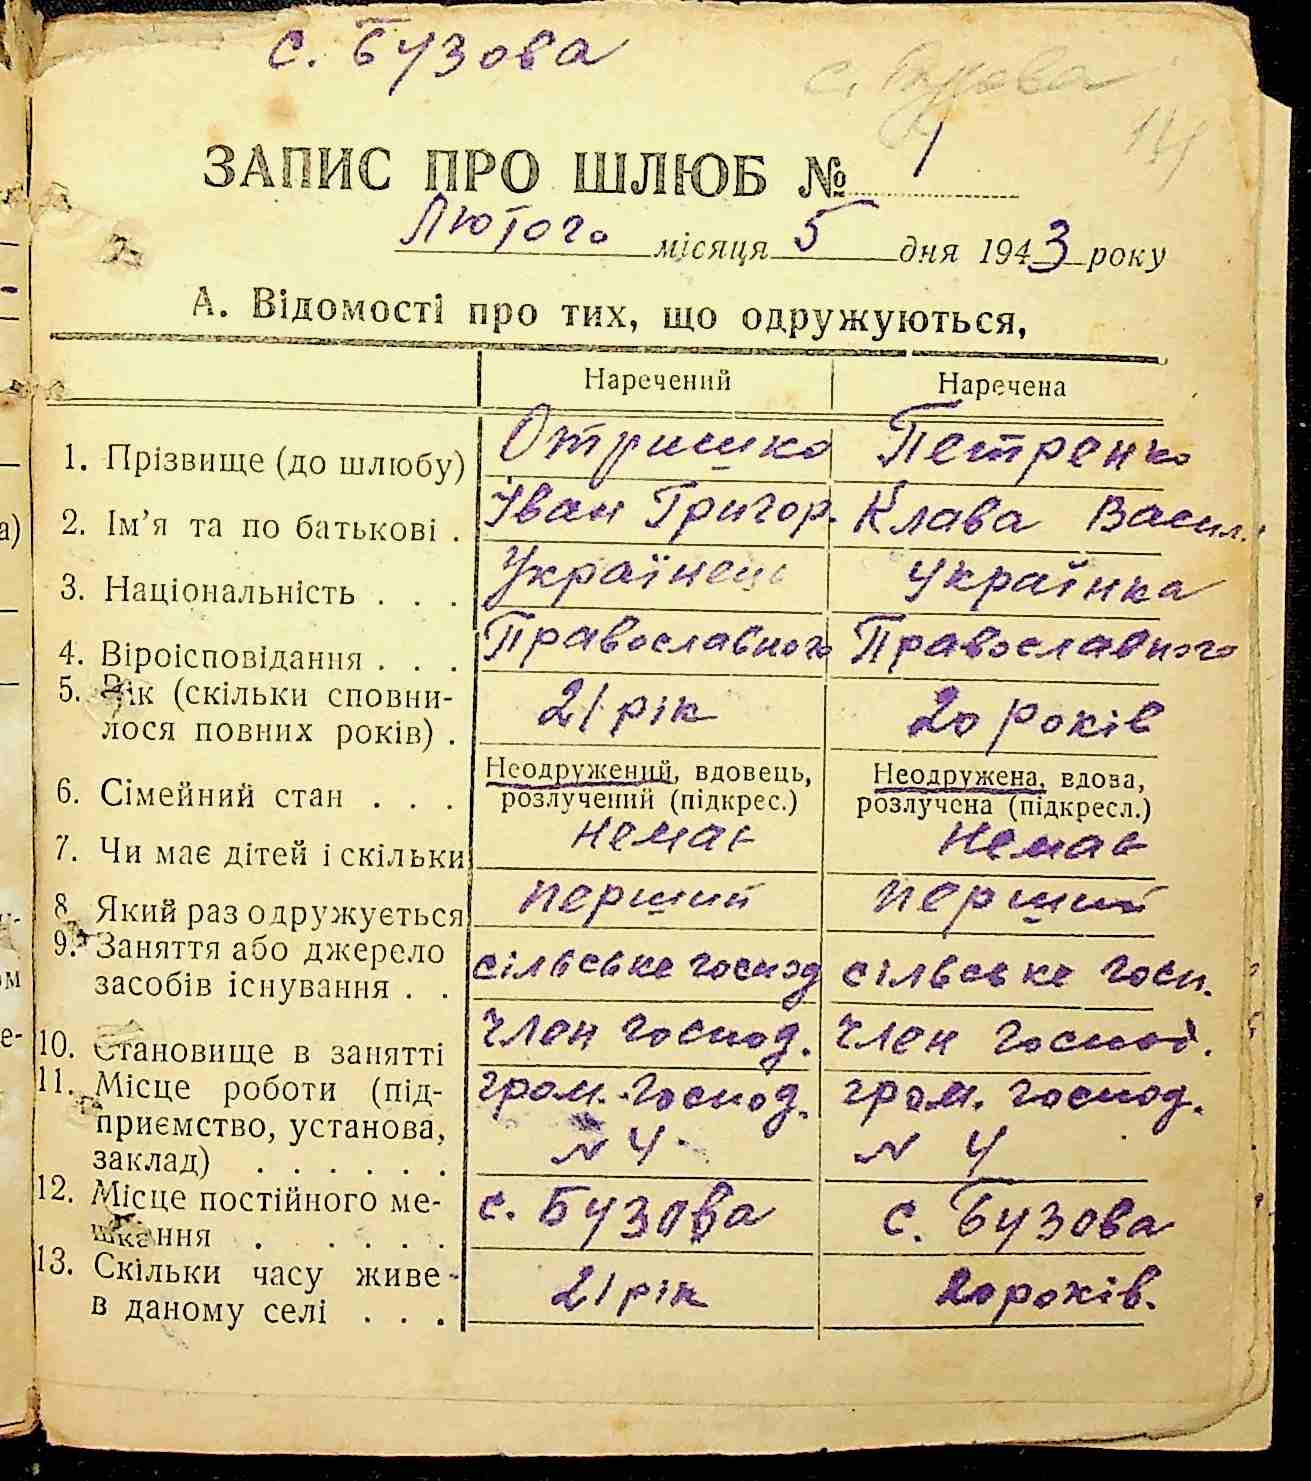 с. Бузова
с. Бузова
ЗАПИС ПРО ШЛЮБ № 1
Лютого місяця 5 дня 1943 року
А. Відомості про тих, що одружуються,
Наречений Наречена
1. Прізвище (до шлюбу) Отришко Петренко
2. Ім’я та по батькові . Іван Григор. Клава Васил.
3. Національність . . . Українець Українка
4. Віроісповідання . . . Православного Православного
5. Вік (скільки сповни-
лося повних років) . 21 рік 20 років
Неодружений, вдовець, Неодружена, вдова,
6. Сімейний стан . . . розлучений (підкрес.) розлучена (підкресл.)
7. Чи має дітей і скільки немає немає
8. Який раз одружується перший перший
9. Заняття або джерело
засобів існування . . сільське господ сільське госп.
10. Становище в занятті член господ. член господ.
11. Місце роботи (під- гром. господ. гром. господ.
приємство, установа, N 4 N 4
заклад) . . . . . .
12. Місце постійного ме- с. Бузова с. Бузова
шкання . . . . .
13. Скільки часу живе
в даному селі . . . 21 рік 20 років.